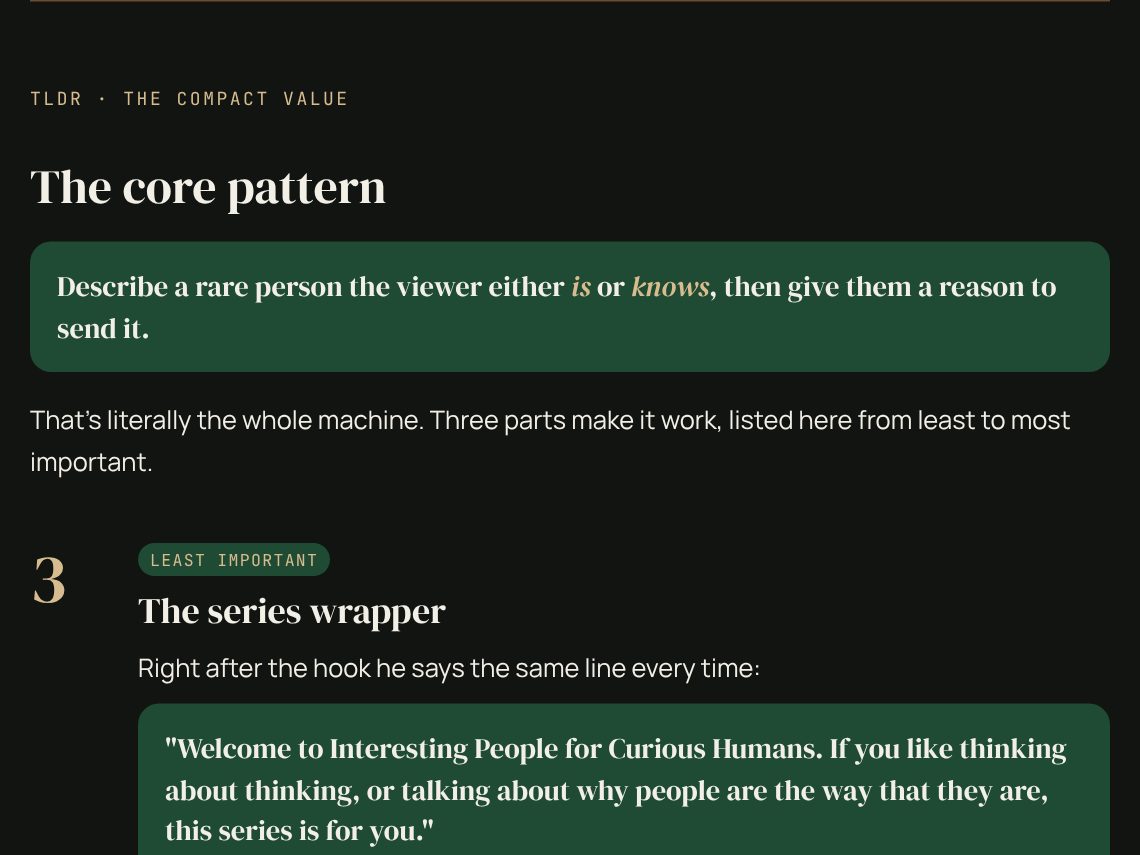 TLDR · THE COMPACT VALUE
The core pattern
Describe a rare person the viewer either is or knows, then give them a reason to
send it.
That's literally the whole machine. Three parts make it work, listed here from least to most
important.
3
LEAST IMPORTANT
The series wrapper
Right after the hook he says the same line every time:
"Welcome to Interesting People for Curious Humans. If you like thinking
about thinking, or talking about why people are the way that they are,
this series is for you."